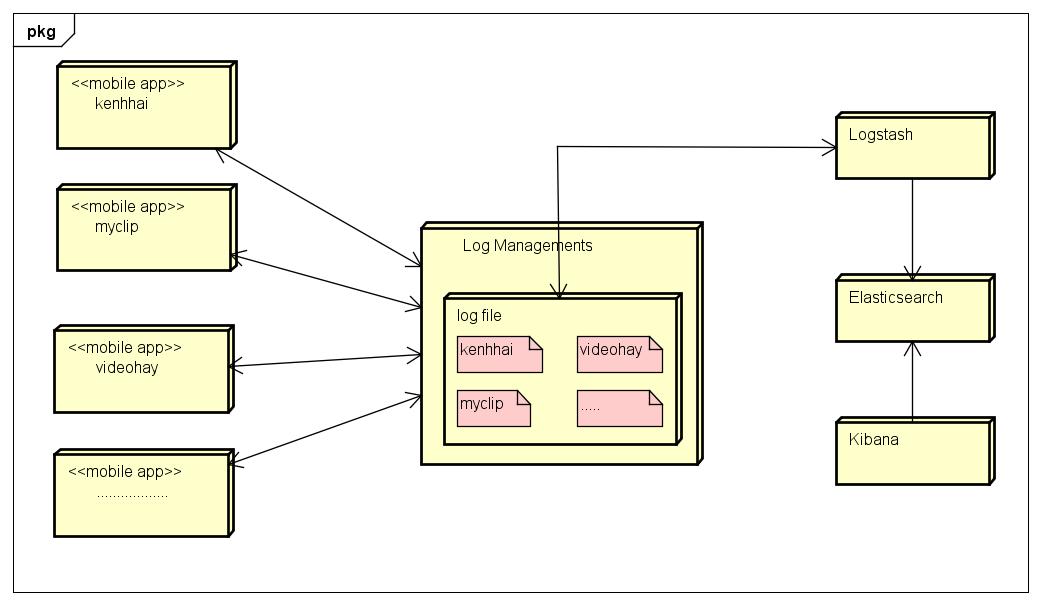 pkg
<<mobile app>>
kenhhai
<<mobile app>>
myclip
<<mobile app>>
videohay
<<mobile app>>
..................
Log Managements
log file
kenhhai
videohay
myclip
.....
Logstash
Elasticsearch
Kibana